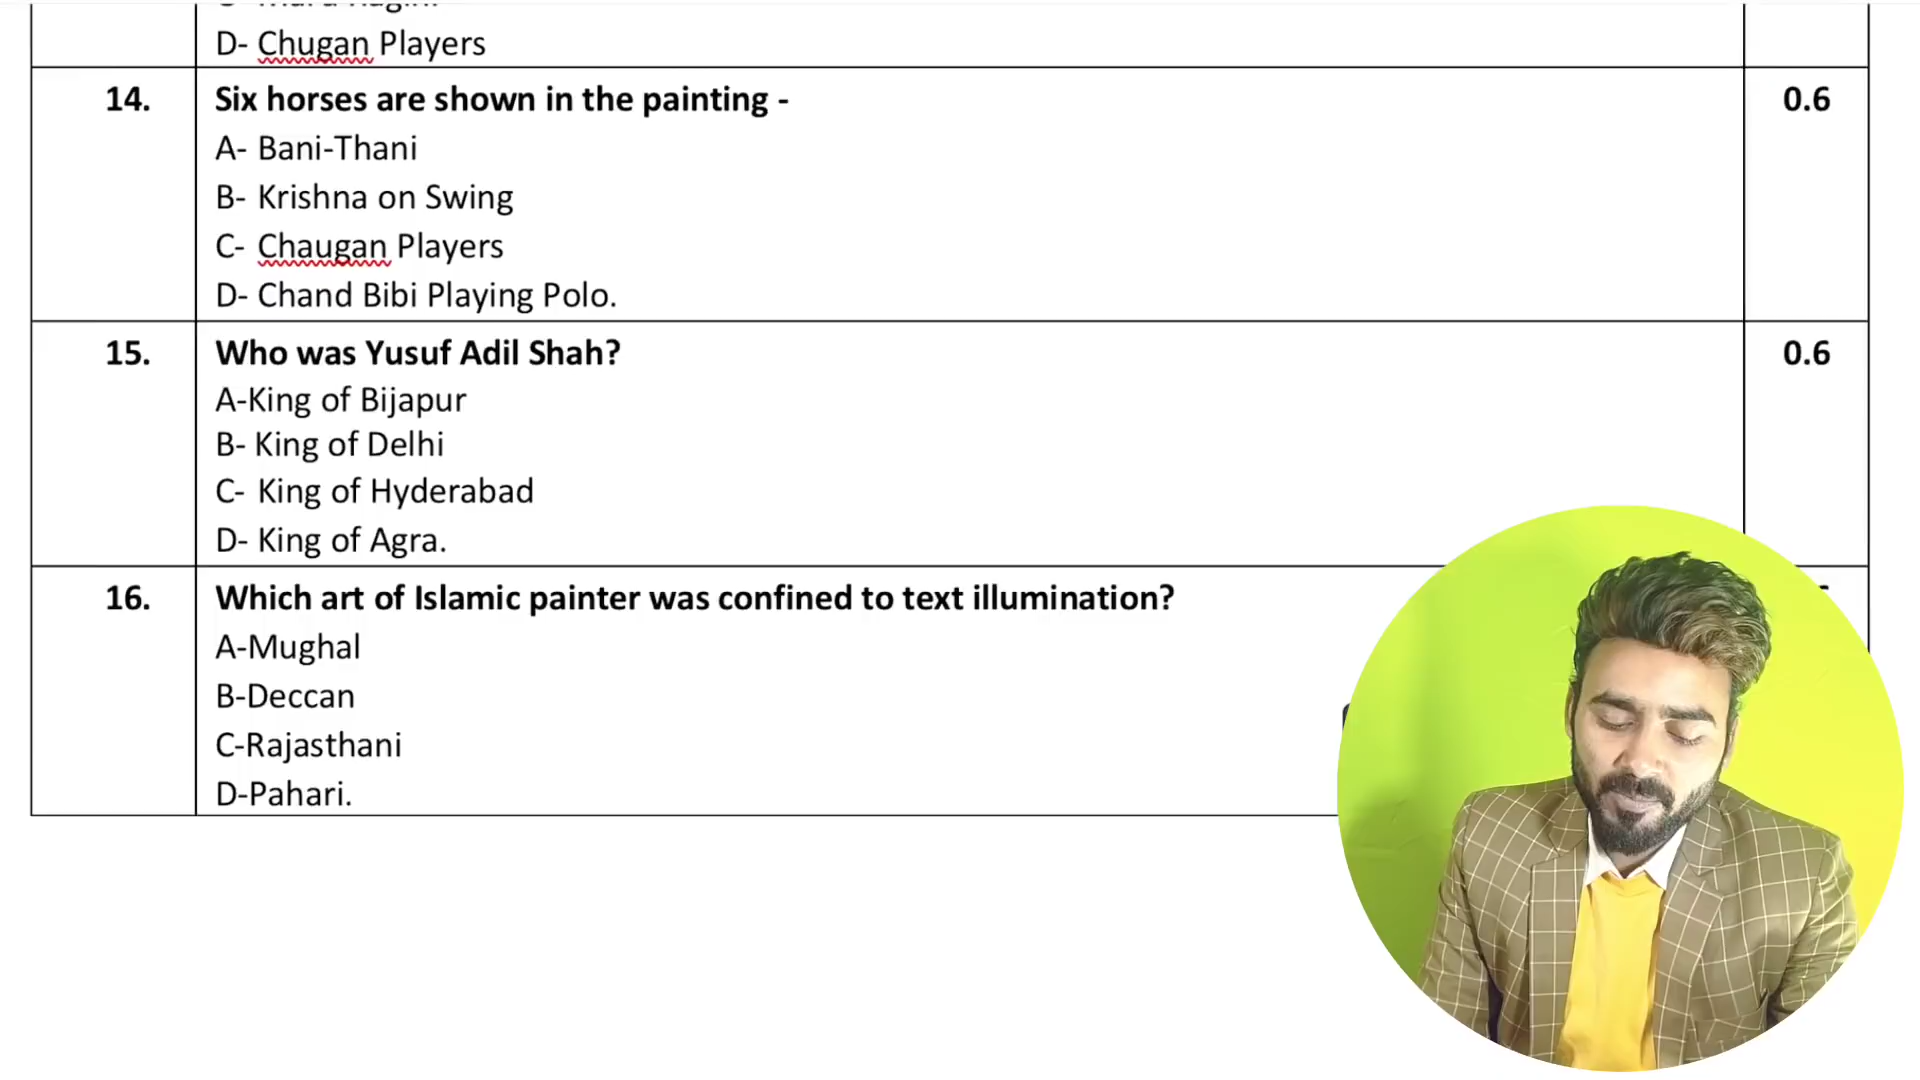 D- Chugan Players
14.
Six horses are shown in the painting -
0.6
A- Bani-Thani
B- Krishna on Swing
C- Chaugan Players
D- Chand Bibi Playing Polo.
15.
Who was Yusuf Adil Shah?
0.6
A-King of Bijapur
B- King of Delhi
C- King of Hyderabad
D- King of Agra.
16.
Which art of Islamic painter was confined to text illumination?
A-Mughal
B-Deccan
C-Rajasthani
D-Pahari.